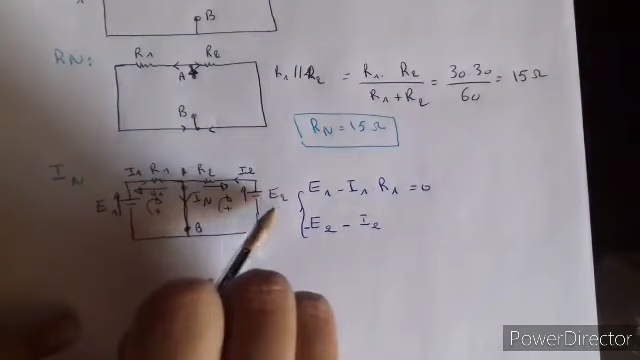 B
RN:
R1 R2
A
R1 // R2 = R1 . R2 / R1 + R2 = 30.30 / 60 = 15 Ω
B
RN = 15 Ω
IN
I1 R1 A R2 I2
E1 IN E2
+ +
B
E1 - I1 R1 = 0
-E2 - I2
PowerDirector